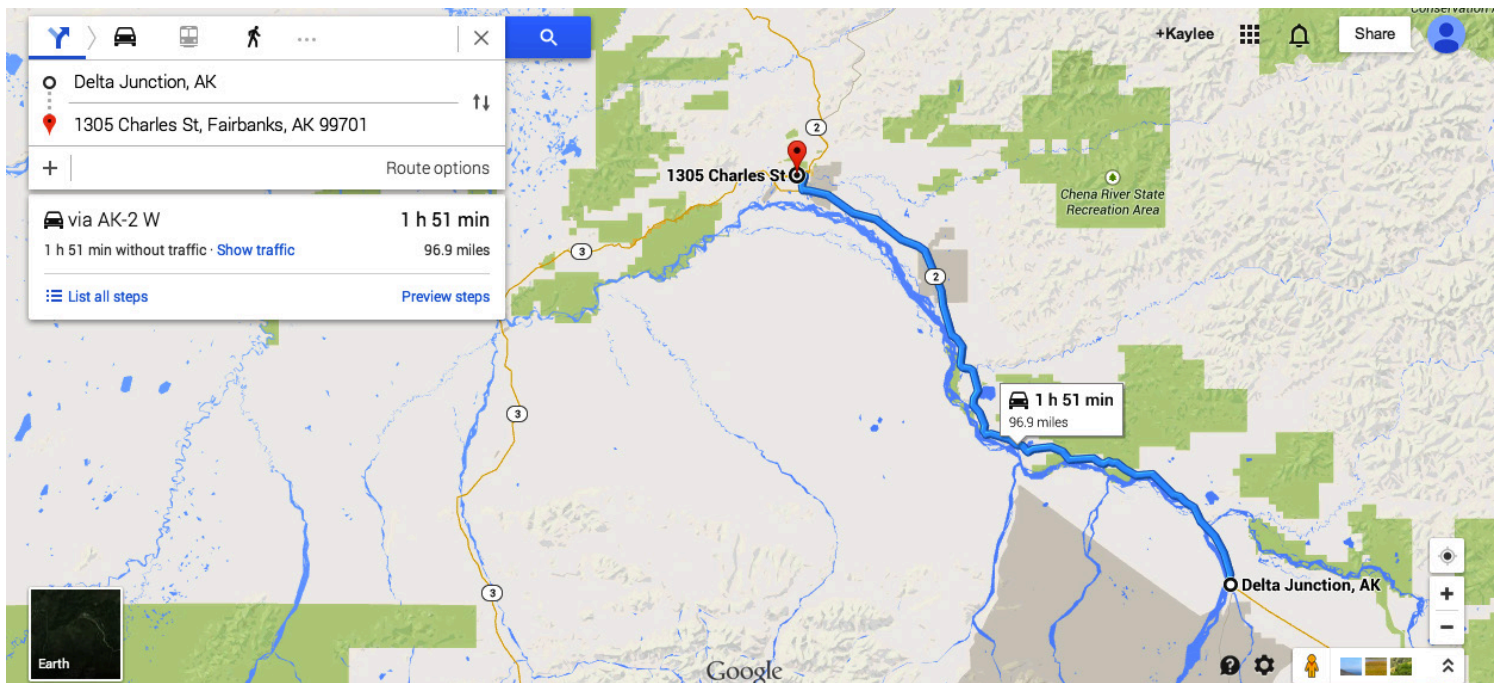 Delta Junction, AK
1305 Charles St, Fairbanks, AK 99701
Route options
via AK-2 W 1 h 51 min
1 h 51 min without traffic · Show traffic 96.9 miles
List all steps Preview steps
+Kaylee
Share
2
1305 Charles St
Chena River State
Recreation Area
3
2
3
1 h 51 min
96.9 miles
Delta Junction, AK
3
Earth
Google